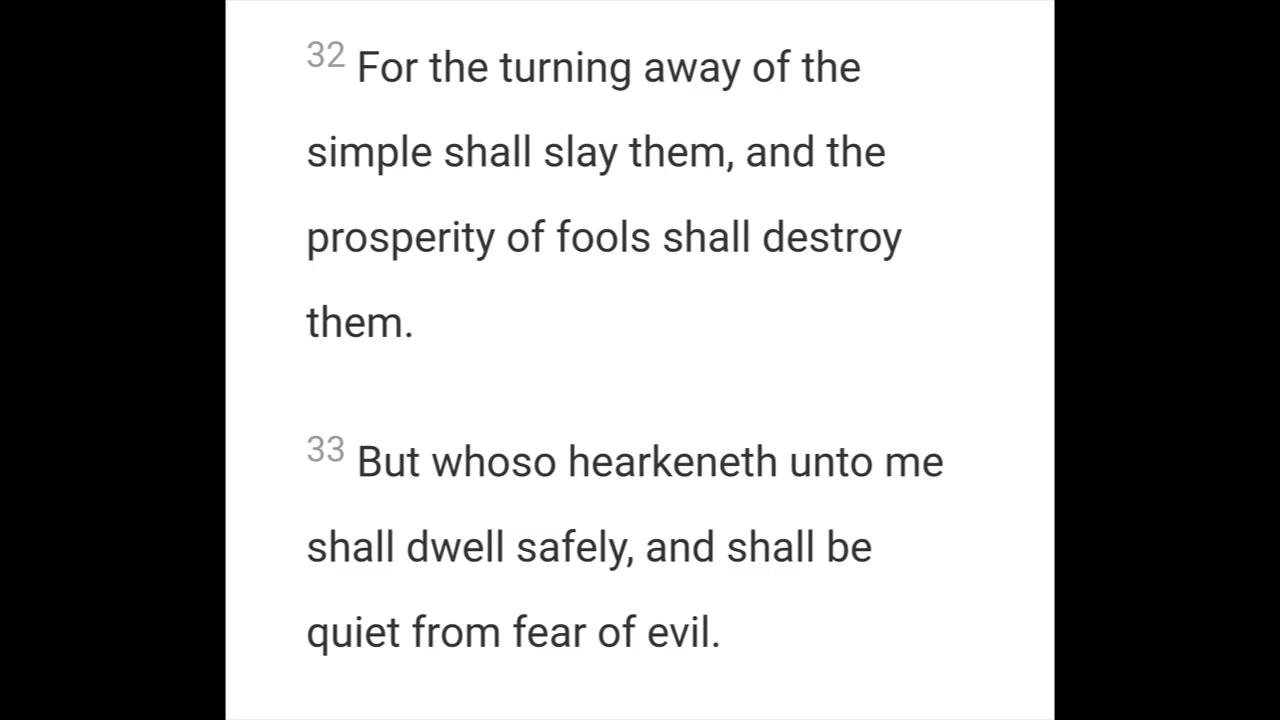 32 For the turning away of the
simple shall slay them, and the
prosperity of fools shall destroy
them.
33 But whoso hearkeneth unto me
shall dwell safely, and shall be
quiet from fear of evil.